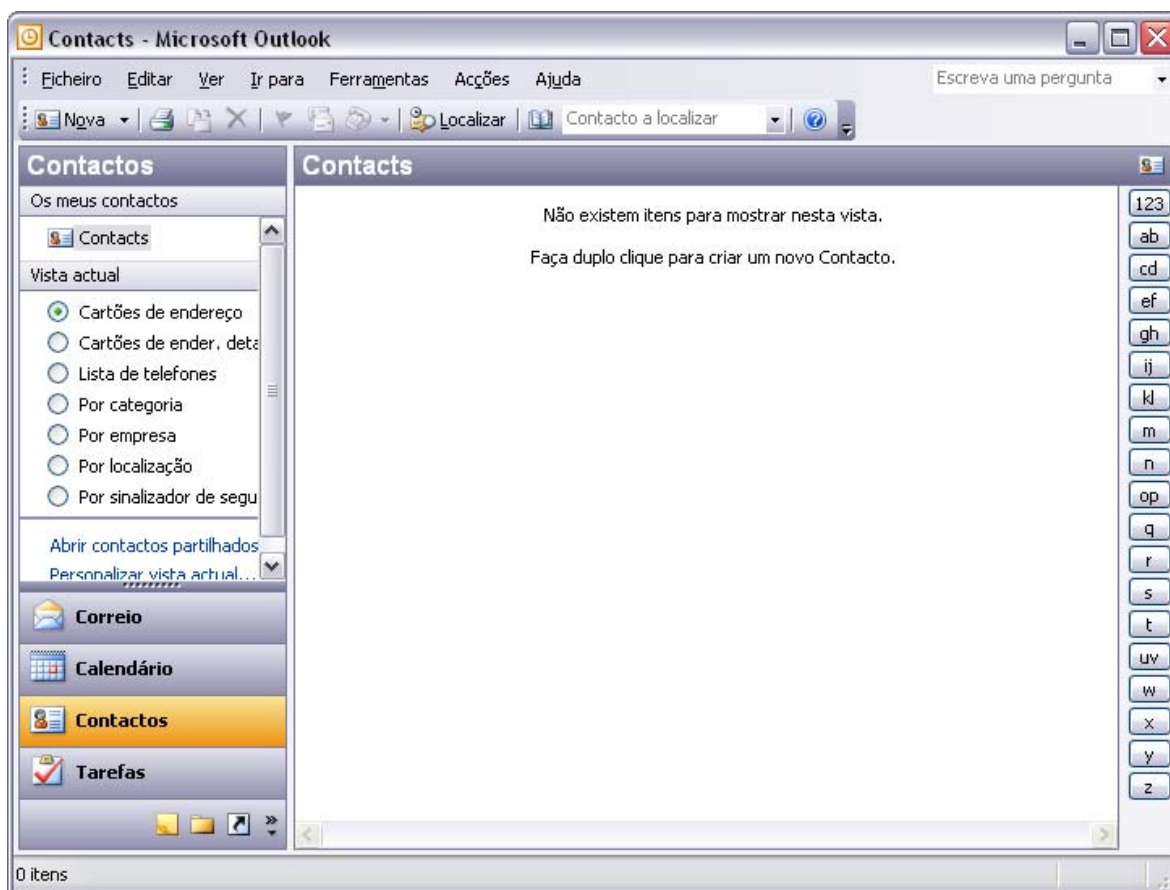 Contacts - Microsoft Outlook
Ficheiro Editar Ver Ir para Ferramentas Acções Ajuda Escreva uma pergunta
Nova Localizar Contacto a localizar
Contactos
Contacts
Os meus contactos
Contacts
Vista actual
Cartões de endereço
Cartões de ender. deta
Lista de telefones
Por categoria
Por empresa
Por localização
Por sinalizador de segu
Abrir contactos partilhados
Personalizar vista actual...
Correio
Calendário
Contactos
Tarefas
Não existem itens para mostrar nesta vista.
Faça duplo clique para criar um novo Contacto.
123
ab
cd
ef
gh
ij
kl
m
n
op
q
r
s
t
uv
w
x
y
z
0 itens